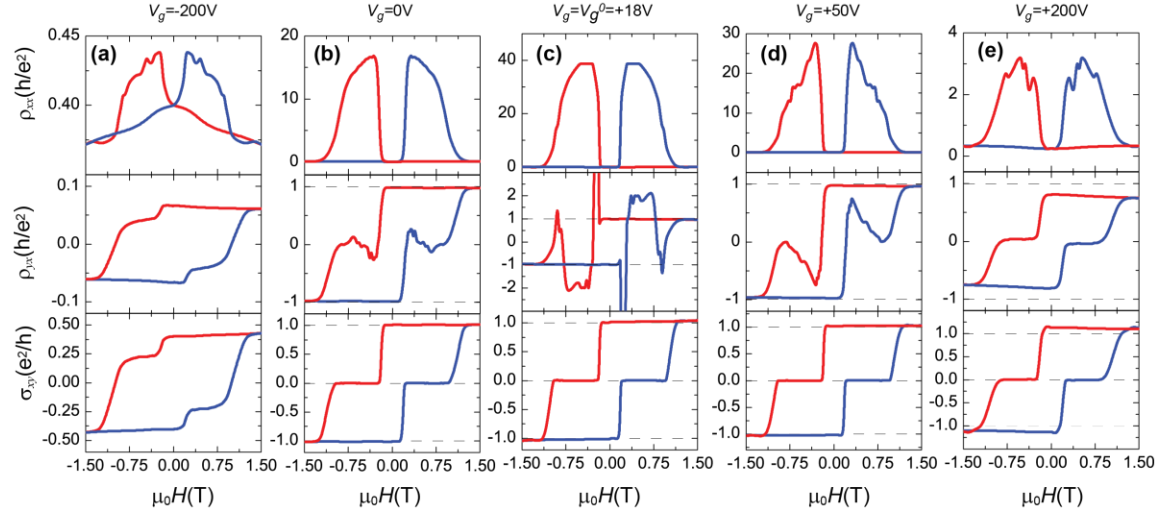 V_g=-200V V_g=0V V_g=V_g⁰=+18V V_g=+50V V_g=+200V
(a) (b) (c) (d) (e)
ρ_xx(h/e²)
0.45 20 40 30 4
0.40 10 20 20 2
0 0 10 0
0
ρ_yx(h/e²)
0.1 1 2 1 1
0.0 0 1 0 0
-0.1 -1 0 -1 -1
-1
-2
σ_xy(e²/h)
0.50 1.0 1.0 1.0 1.0
0.25 0.5 0.5 0.5 0.5
0.00 0.0 0.0 0.0 0.0
-0.25 -0.5 -0.5 -0.5 -0.5
-0.50 -1.0 -1.0 -1.0 -1.0
-1.50 -0.75 0.00 0.75 1.50 -0.75 0.00 0.75 1.50 -0.75 0.00 0.75 1.50 -0.75 0.00 0.75 1.50 -1.50 -0.75 0.00 0.75 1.50
μ₀H(T) μ₀H(T) μ₀H(T) μ₀H(T) μ₀H(T)